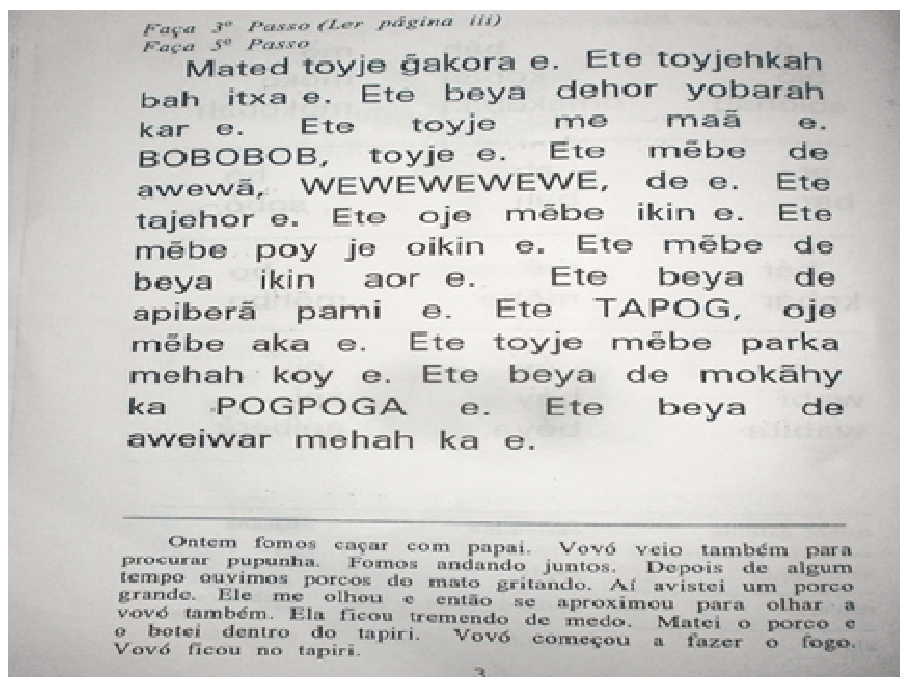 Faça 3º Passo (Ler página iii)
Faça 5º Passo
Mated toyje g̃akora e. Ete toyjehkah
bah itxa e. Ete beya dehor yobarah
kar e. Ete toyje me maã e.
BOBOBOB, toyje e. Ete mẽbe de
awewã, WEWEWEWEWE, de e. Ete
tajehor e. Ete oje mẽbe ikin e. Ete
mẽbe poy je oikin e. Ete mẽbe de
beya ikin aor e. Ete beya de
apiberã pami e. Ete TAPOG, oje
mẽbe aka e. Ete toyje mẽbe parka
mehah koy e. Ete beya de mokãhy
ka POGPOGA e. Ete beya de
aweiwar mehah ka e.
Ontem fomos caçar com papai. Vovó veio também para
procurar pupunha. Fomos andando juntos. Depois de algum
tempo ouvimos porcos do mato gritando. Aí avistei um porco
grande. Ele me olhou e então se aproximou para olhar a
vovó também. Ela ficou tremendo de medo. Matei o porco e
o botei dentro do tapiri. Vovó começou a fazer o fogo.
Vovó ficou no tapiri.
3